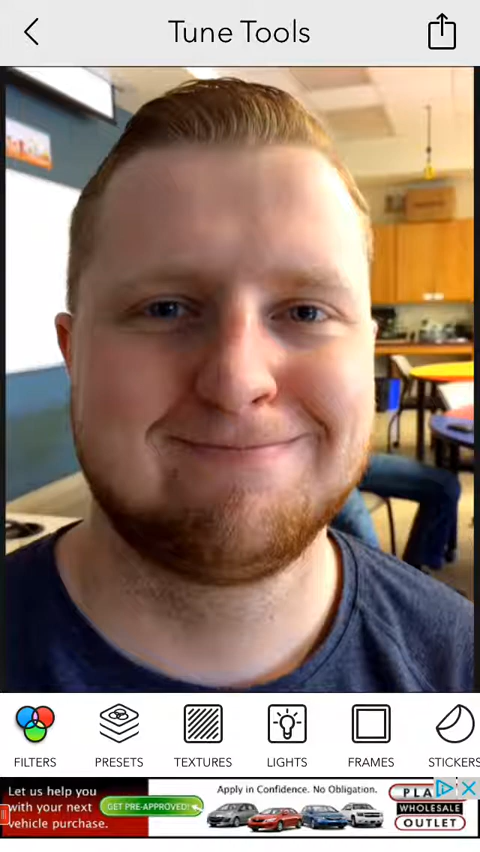 Tune Tools
FILTERS
PRESETS
TEXTURES
LIGHTS
FRAMES
STICKERS
Let us help you
with your next
vehicle purchase.
GET PRE-APPROVED!
Apply in Confidence. No Obligation.
PLA
WHOLESALE
OUTLET